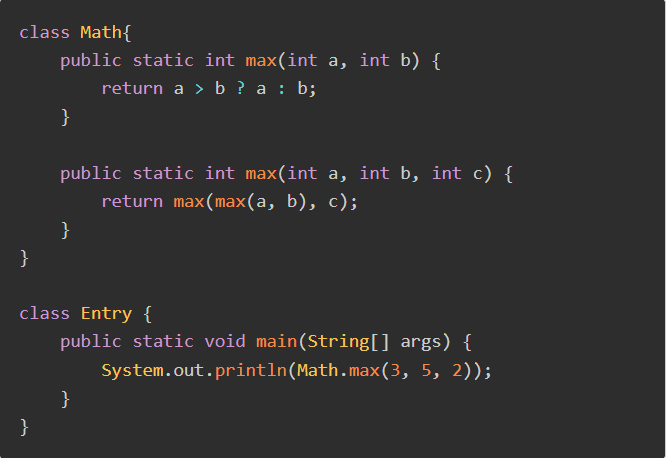 class Math{
    public static int max(int a, int b) {
        return a > b ? a : b;
    }

    public static int max(int a, int b, int c) {
        return max(max(a, b), c);
    }
}

class Entry {
    public static void main(String[] args) {
        System.out.println(Math.max(3, 5, 2));
    }
}